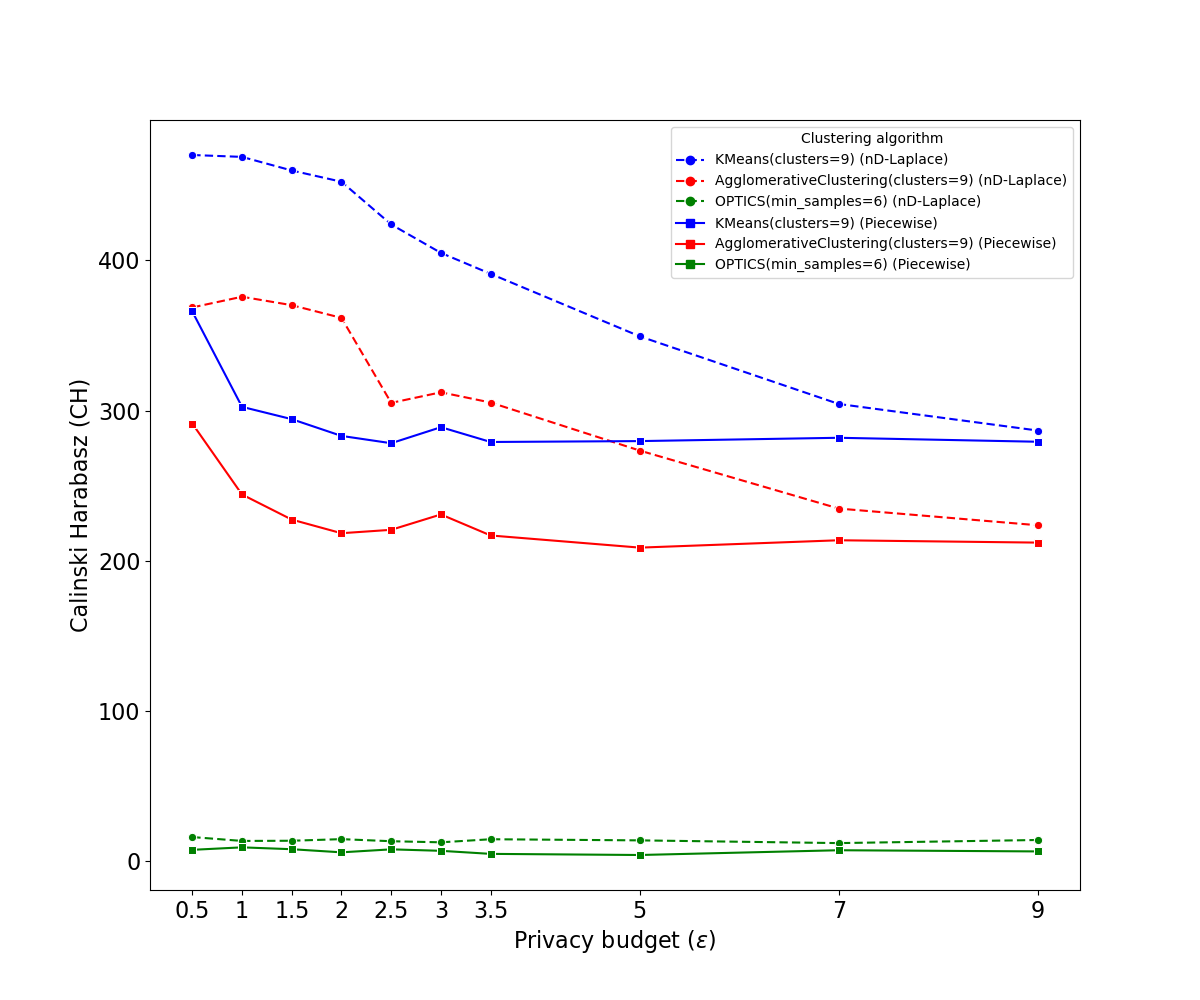 Clustering algorithm
KMeans(clusters=9) (nD-Laplace)
AgglomerativeClustering(clusters=9) (nD-Laplace)
OPTICS(min_samples=6) (nD-Laplace)
KMeans(clusters=9) (Piecewise)
AgglomerativeClustering(clusters=9) (Piecewise)
OPTICS(min_samples=6) (Piecewise)
Calinski Harabasz (CH)
400
300
200
100
0
0.5 1 1.5 2 2.5 3 3.5 5 7 9
Privacy budget (ε)